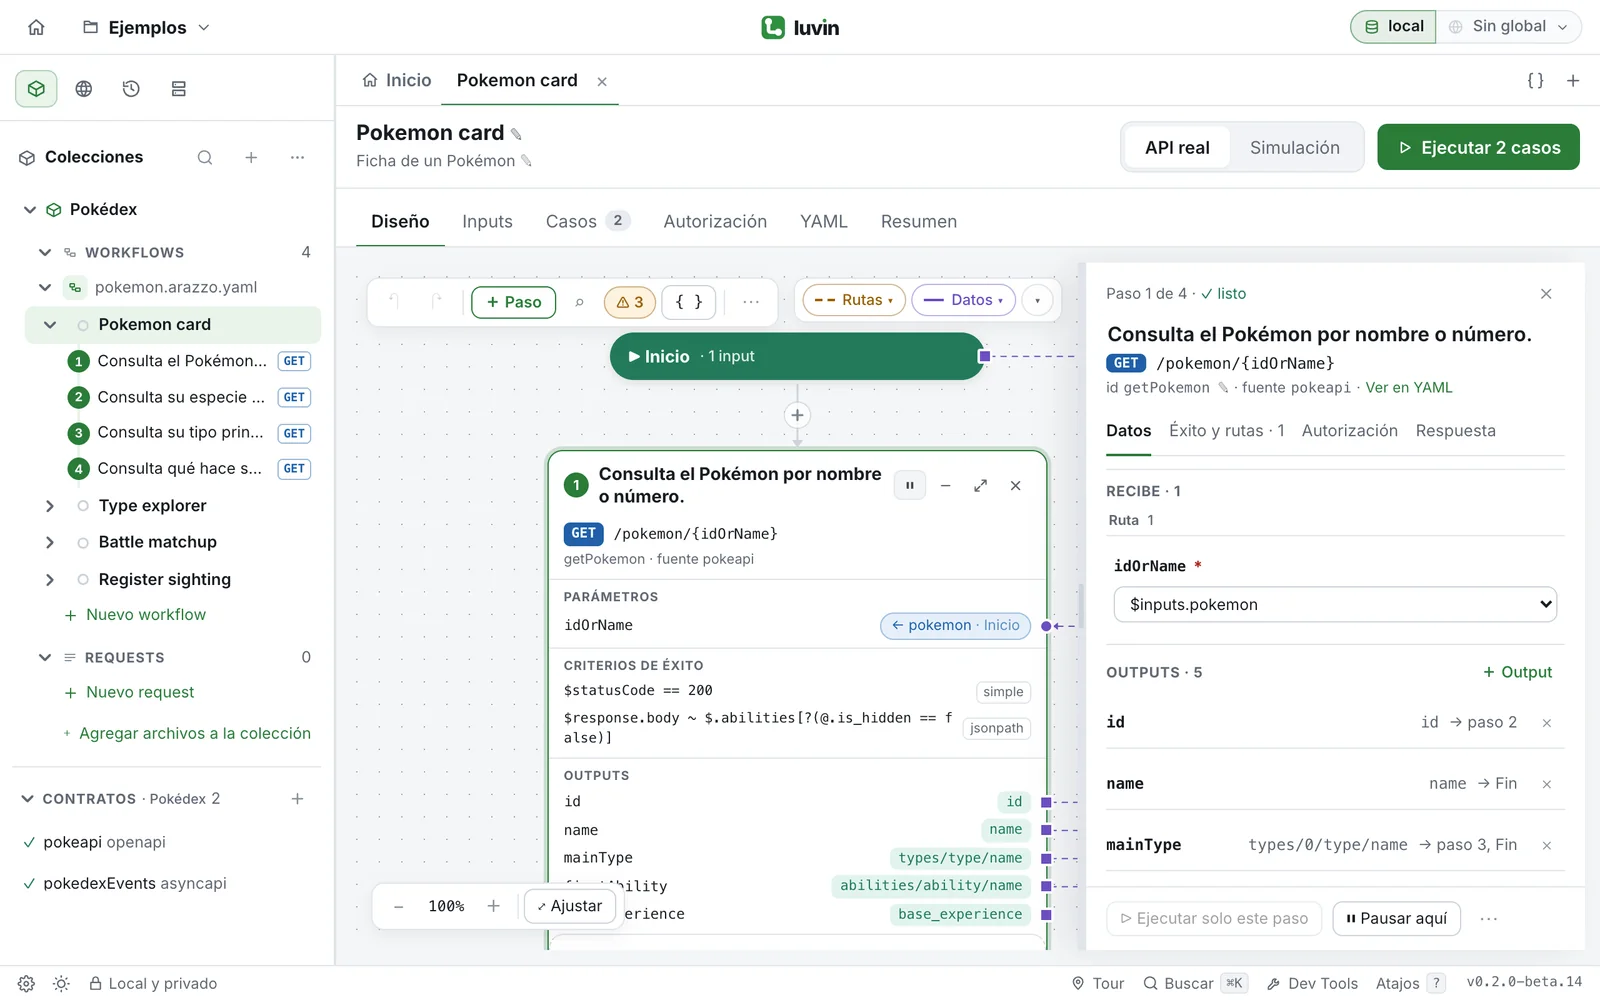 Ejemplos
luvin
local
Sin global
Inicio
Pokemon card
Colecciones
Pokédex
WORKFLOWS 4
pokemon.arazzo.yaml
Pokemon card
1 Consulta el Pokémon... GET
2 Consulta su especie ... GET
3 Consulta su tipo prin... GET
4 Consulta qué hace s... GET
Type explorer
Battle matchup
Register sighting
+ Nuevo workflow
REQUESTS 0
+ Nuevo request
+ Agregar archivos a la colección
CONTRATOS · Pokédex 2 +
✓ pokeapi openapi
✓ pokedexEvents asyncapi
Pokemon card
Ficha de un Pokémon
API real
Simulación
Ejecutar 2 casos
Diseño
Inputs
Casos 2
Autorización
YAML
Resumen
+ Paso
3
{ }
...
Rutas
Datos
Inicio · 1 input
+
1 Consulta el Pokémon por nombre
o número.
GET /pokemon/{idOrName}
getPokemon · fuente pokeapi
PARÁMETROS
idOrName ← pokemon · Inicio
CRITERIOS DE ÉXITO
$statusCode == 200 simple
$response.body ~ $.abilities[?(@.is_hidden == f
alse)] jsonpath
OUTPUTS
id id
name name
mainType types/type/name
bility abilities/ability/name
erience base_experience
− 100% +
Ajustar
Paso 1 de 4 · ✓ listo
Consulta el Pokémon por nombre o número.
GET /pokemon/{idOrName}
id getPokemon · fuente pokeapi · Ver en YAML
Datos
Éxito y rutas · 1
Autorización
Respuesta
RECIBE · 1
Ruta 1
idOrName *
$inputs.pokemon
OUTPUTS · 5 + Output
id id → paso 2 ×
name name → Fin ×
mainType types/0/type/name → paso 3, Fin ×
Ejecutar solo este paso
Pausar aquí
...
Local y privado
Tour
Buscar ⌘K
Dev Tools
Atajos ?
v0.2.0-beta.14